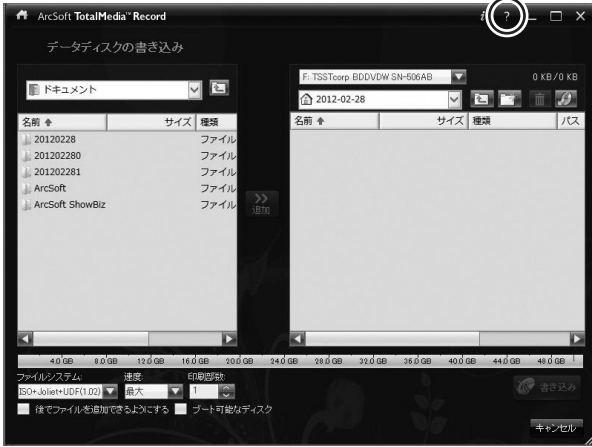 ArcSoft TotalMedia™ Record
i ?
データディスクの書き込み
ドキュメント
F: TSSTcorp BDDVDW SN-506AB
0 KB/0 KB
2012-02-28
名前 サイズ 種類
20120228 ファイル
201202280 ファイル
201202281 ファイル
ArcSoft ファイル
ArcSoft ShowBiz ファイル
>>
追加
名前 サイズ 種類 パス
4.0 GB 8.0 GB 12.0 GB 16.0 GB 20.0 GB 24.0 GB 28.0 GB 32.0 GB 36.0 GB 40.0 GB 44.0 GB 48.0 GB
ファイルシステム: 速度: 印刷部数:
ISO+Joliet+UDF(1.02) 最大 1
書き込み
後でファイルを追加できるようにする ブート可能なディスク
キャンセル